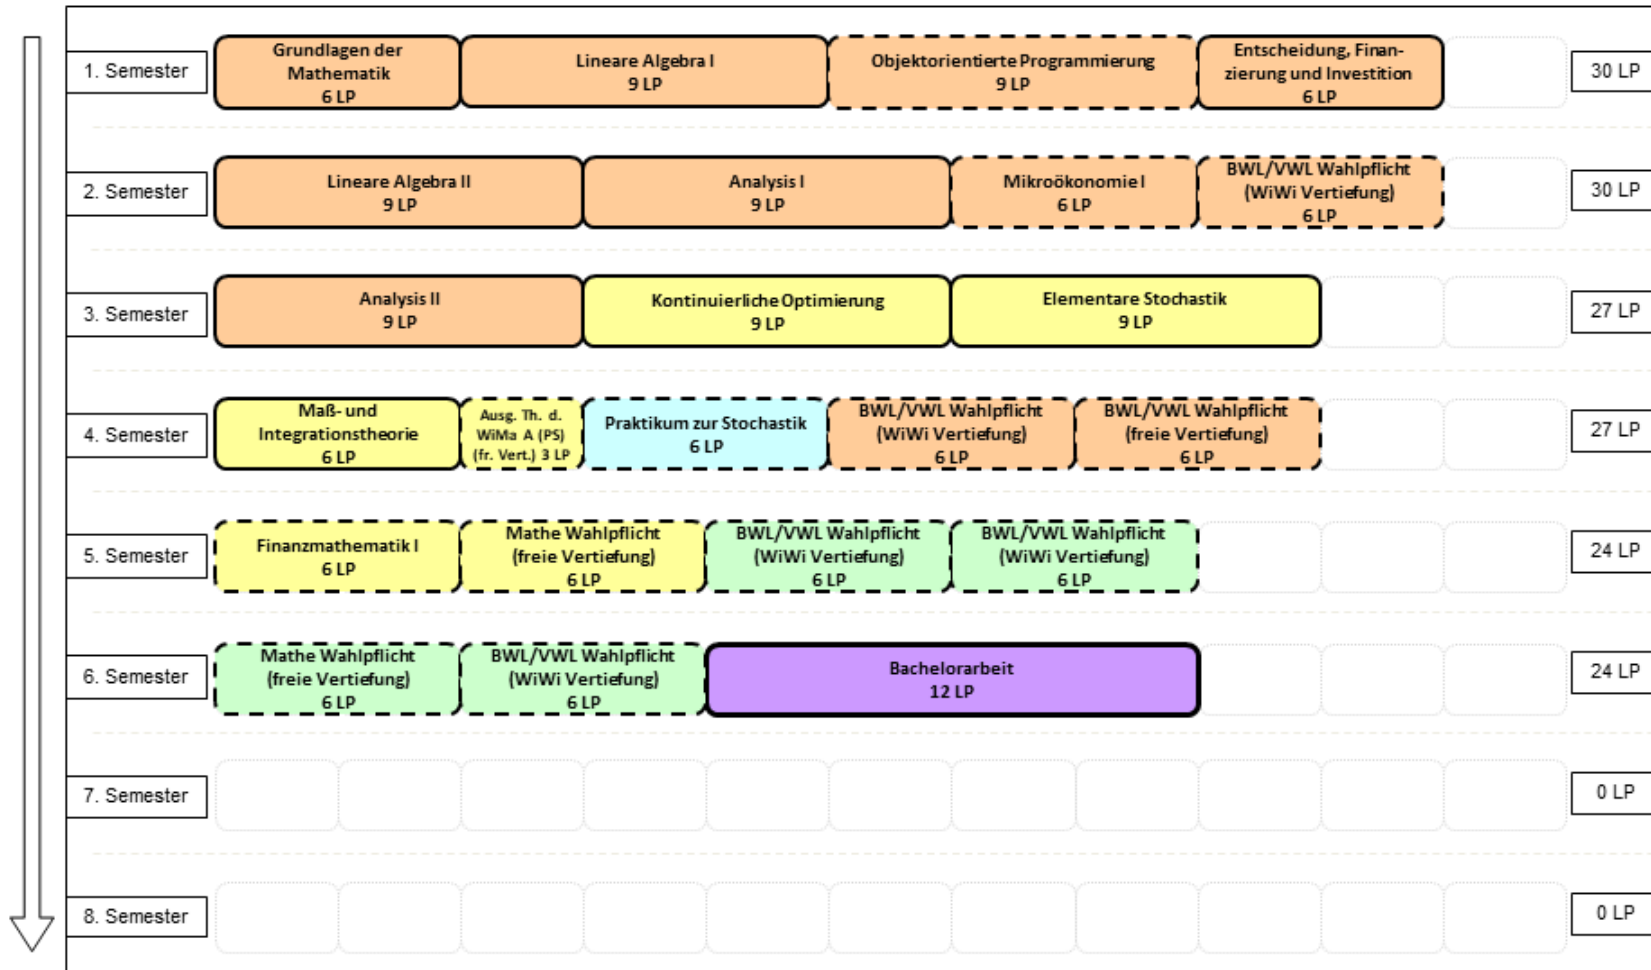 1. Semester
Grundlagen der
Mathematik
6 LP
Lineare Algebra I
9 LP
Objektorientierte Programmierung
9 LP
Entscheidung, Finan-
zierung und Investition
6 LP
30 LP
2. Semester
Lineare Algebra II
9 LP
Analysis I
9 LP
Mikroökonomie I
6 LP
BWL/VWL Wahlpflicht
(WiWi Vertiefung)
6 LP
30 LP
3. Semester
Analysis II
9 LP
Kontinuierliche Optimierung
9 LP
Elementare Stochastik
9 LP
27 LP
4. Semester
Maß- und
Integrationstheorie
6 LP
Ausg. Th. d.
WiMa A (PS)
(fr. Vert.) 3 LP
Praktikum zur Stochastik
6 LP
BWL/VWL Wahlpflicht
(WiWi Vertiefung)
6 LP
BWL/VWL Wahlpflicht
(freie Vertiefung)
6 LP
27 LP
5. Semester
Finanzmathematik I
6 LP
Mathe Wahlpflicht
(freie Vertiefung)
6 LP
BWL/VWL Wahlpflicht
(WiWi Vertiefung)
6 LP
BWL/VWL Wahlpflicht
(WiWi Vertiefung)
6 LP
24 LP
6. Semester
Mathe Wahlpflicht
(freie Vertiefung)
6 LP
BWL/VWL Wahlpflicht
(WiWi Vertiefung)
6 LP
Bachelorarbeit
12 LP
24 LP
7. Semester
0 LP
8. Semester
0 LP